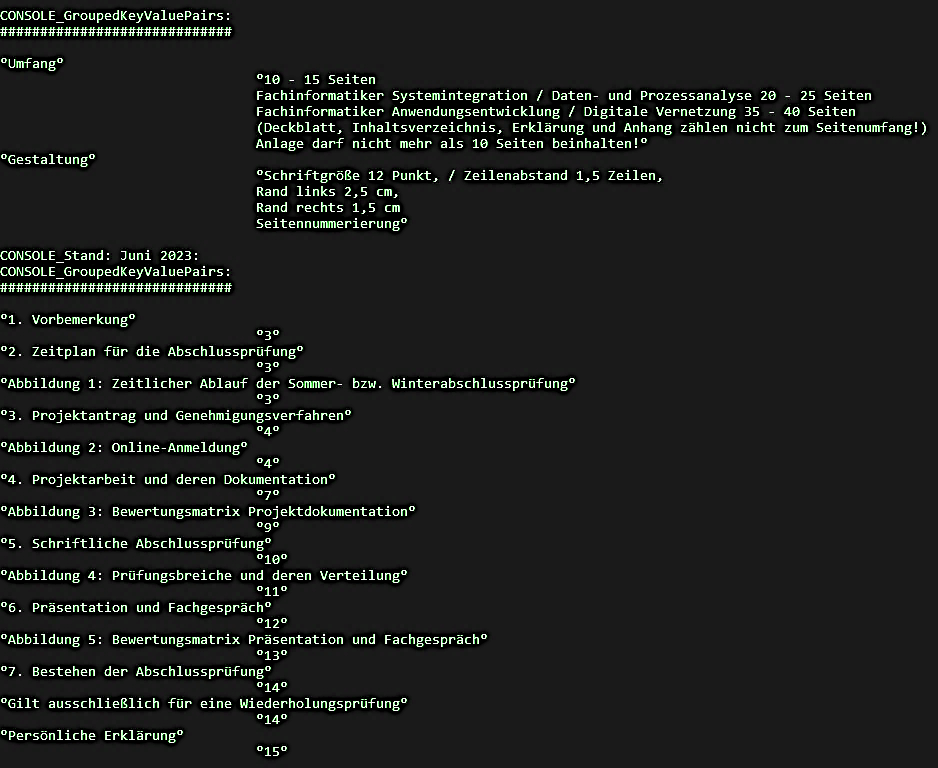 CONSOLE_GroupedKeyValuePairs:
#############################
°Umfang°
°10 - 15 Seiten
Fachinformatiker Systemintegration / Daten- und Prozessanalyse 20 - 25 Seiten
Fachinformatiker Anwendungsentwicklung / Digitale Vernetzung 35 - 40 Seiten
(Deckblatt, Inhaltsverzeichnis, Erklärung und Anhang zählen nicht zum Seitenumfang!)
Anlage darf nicht mehr als 10 Seiten beinhalten!°
°Gestaltung°
°Schriftgröße 12 Punkt, / Zeilenabstand 1,5 Zeilen,
Rand links 2,5 cm,
Rand rechts 1,5 cm
Seitennummerierung°
CONSOLE_Stand: Juni 2023:
CONSOLE_GroupedKeyValuePairs:
#############################
°1. Vorbemerkung°
°3°
°2. Zeitplan für die Abschlussprüfung°
°3°
°Abbildung 1: Zeitlicher Ablauf der Sommer- bzw. Winterabschlussprüfung°
°3°
°3. Projektantrag und Genehmigungsverfahren°
°4°
°Abbildung 2: Online-Anmeldung°
°4°
°4. Projektarbeit und deren Dokumentation°
°7°
°Abbildung 3: Bewertungsmatrix Projektdokumentation°
°9°
°5. Schriftliche Abschlussprüfung°
°10°
°Abbildung 4: Prüfungsbreiche und deren Verteilung°
°11°
°6. Präsentation und Fachgespräch°
°12°
°Abbildung 5: Bewertungsmatrix Präsentation und Fachgespräch°
°13°
°7. Bestehen der Abschlussprüfung°
°14°
°Gilt ausschließlich für eine Wiederholungsprüfung°
°14°
°Persönliche Erklärung°
°15°